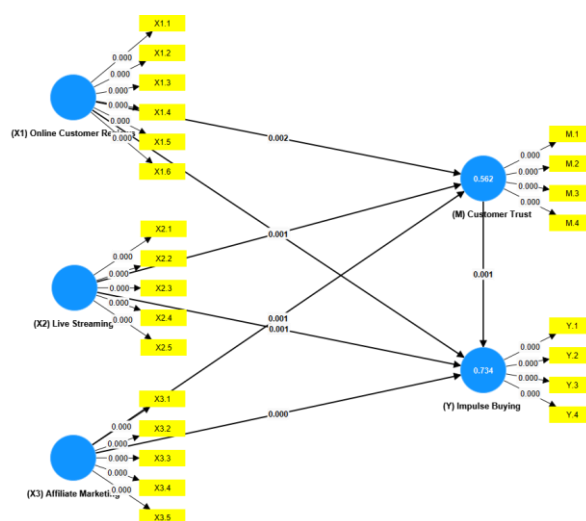 X1.1
X1.2
X1.3
X1.4
X1.5
X1.6
0.000
0.000
0.000
0.000
0.000
0.000
(X1) Online Customer
0.002
M.1
M.2
M.3
M.4
0.000
0.000
0.000
0.000
0.562
(M) Customer Trust
X2.1
X2.2
X2.3
X2.4
X2.5
0.000
0.000
0.000
0.000
0.000
(X2) Live Streaming
0.001
0.001
0.001
0.001
Y.1
Y.2
Y.3
Y.4
0.000
0.000
0.000
0.000
0.734
(Y) Impulse Buying
X3.1
X3.2
X3.3
X3.4
X3.5
0.000
0.000
0.000
0.000
0.000
(X3) Affiliate Marketing
0.000